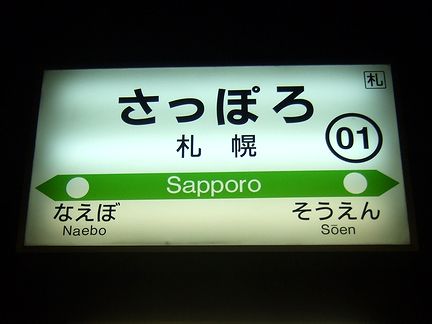 札
さっぽろ
札幌
01
Sapporo
なえぼ
Naebo
そうえん
Sōen